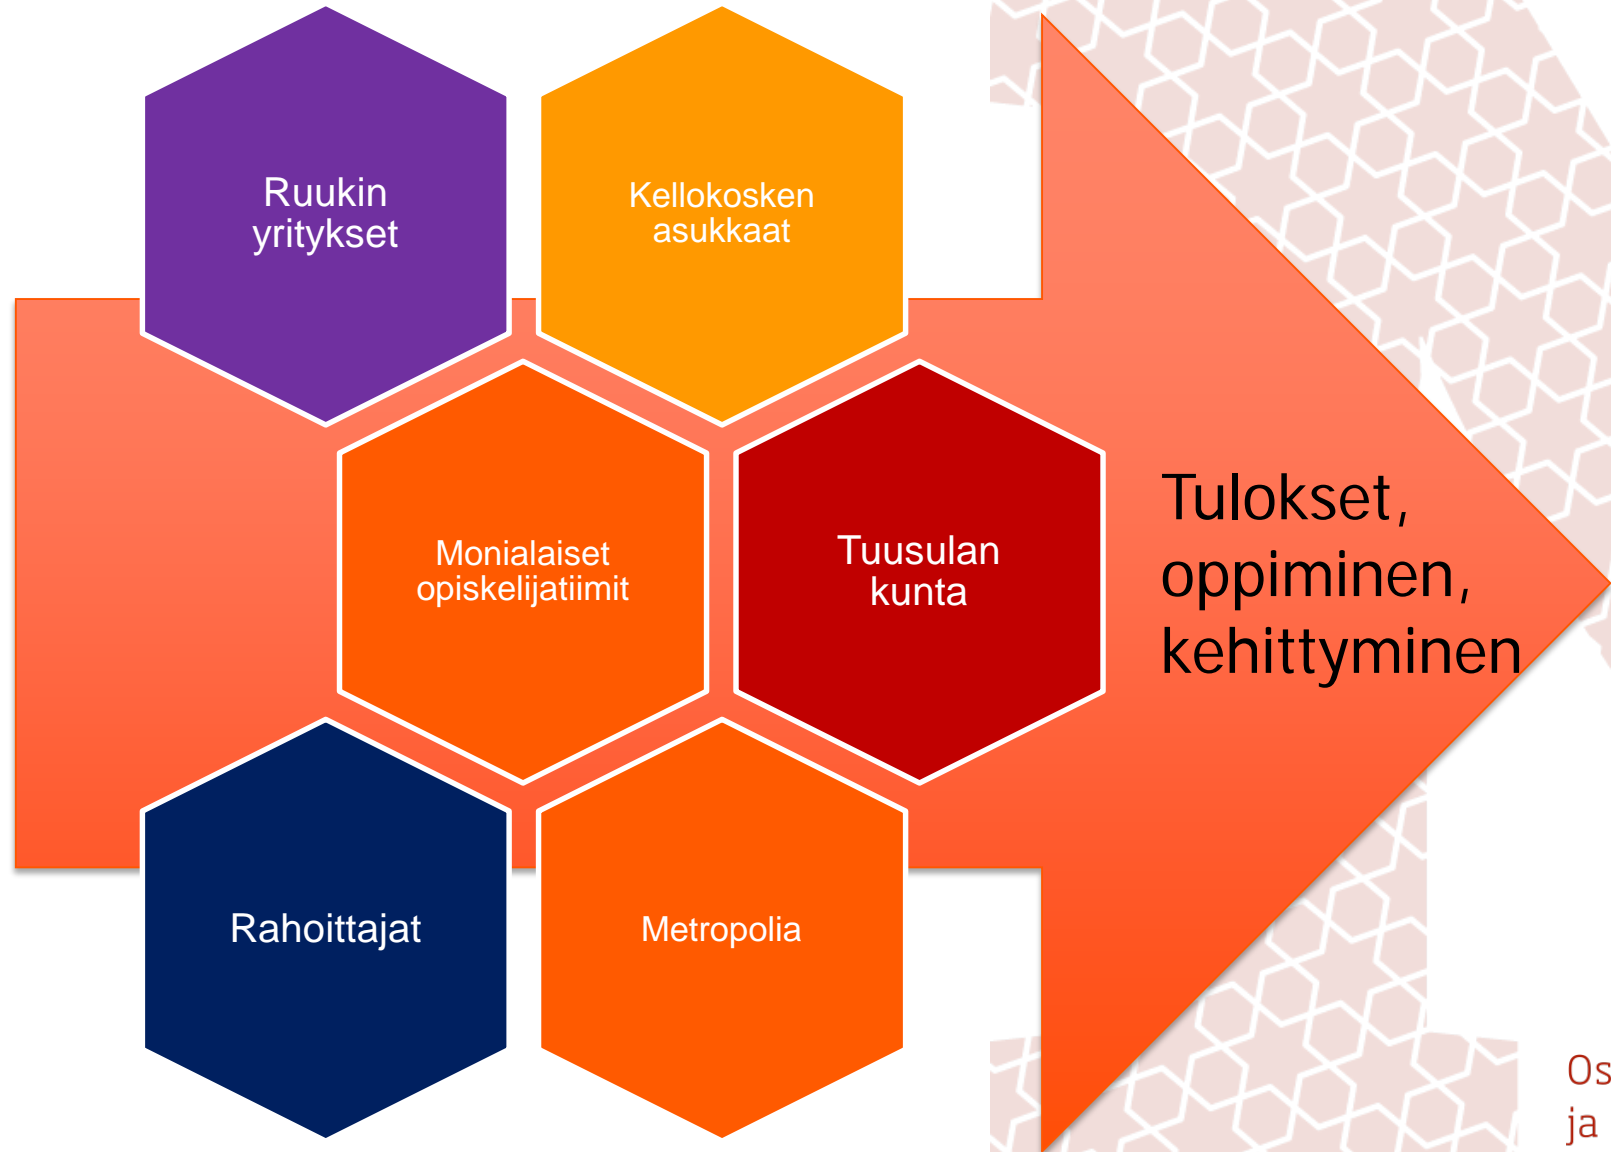 Ruukin
yritykset
Kellokosken
asukkaat
Monialaiset
opiskelijatiimit
Tuusulan
kunta
Tulokset,
oppiminen,
kehittyminen
Rahoittajat
Metropolia
Os
ja